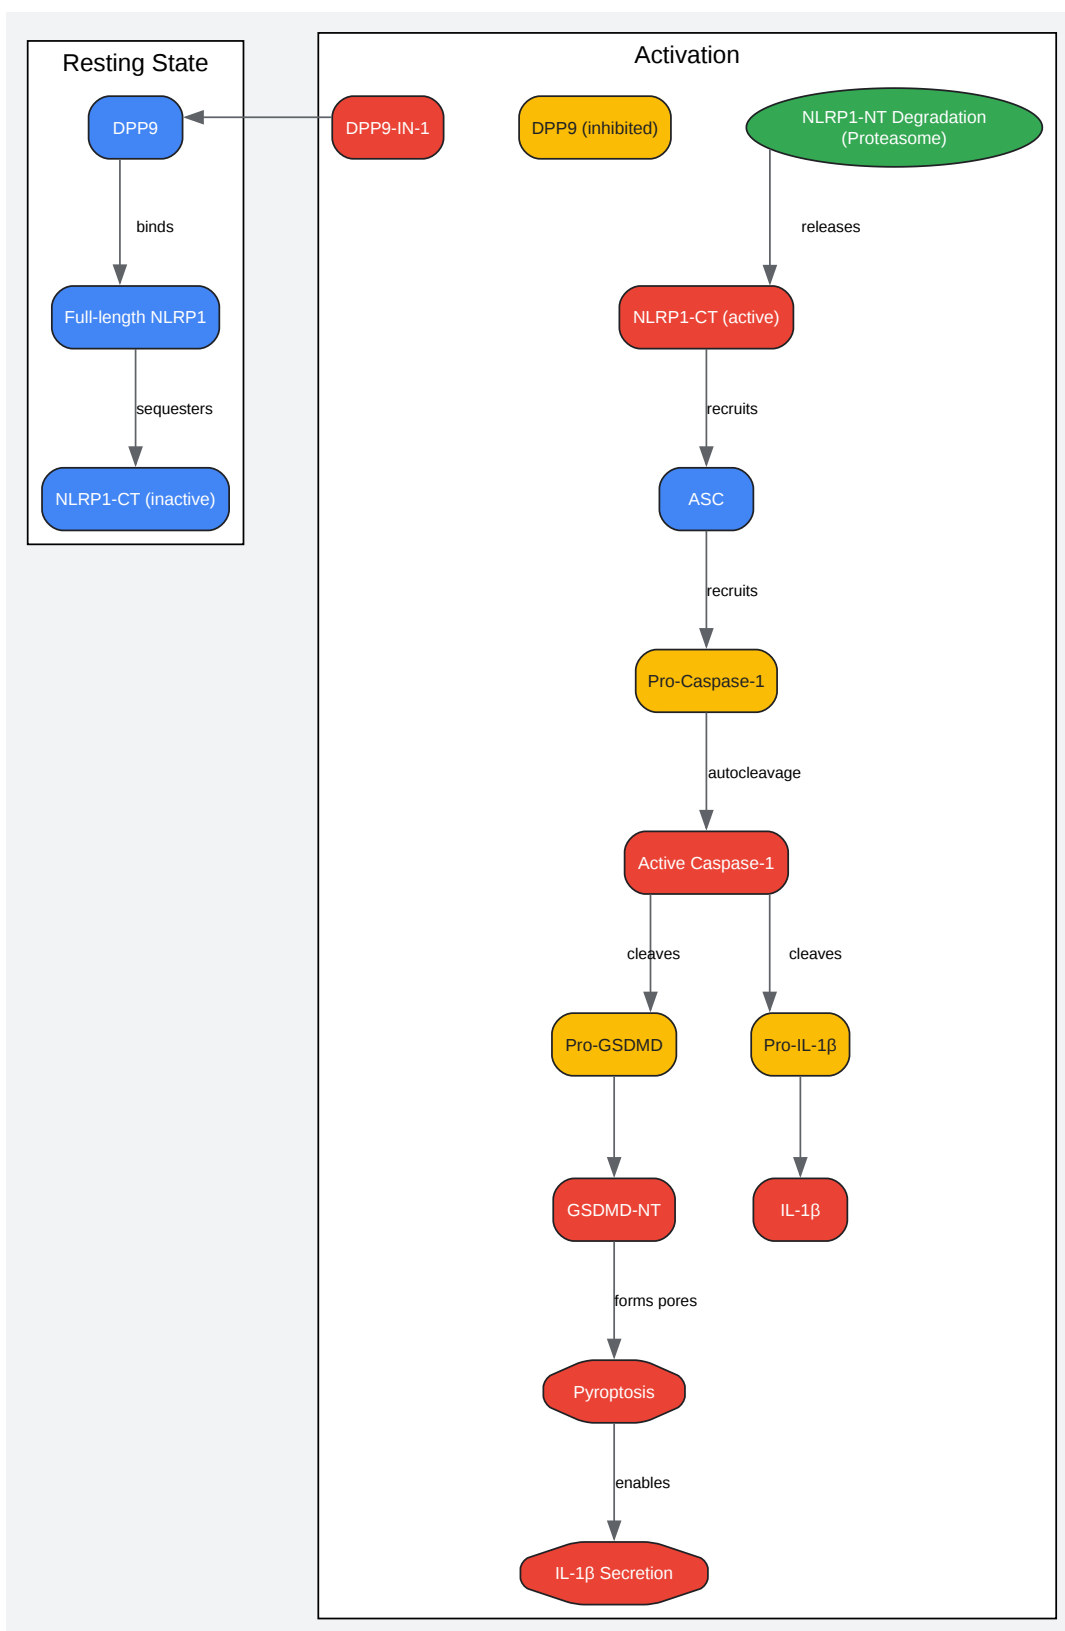 Resting State
DPP9
binds
Full-length NLRP1
sequesters
NLRP1-CT (inactive)
Activation
DPP9-IN-1
DPP9 (inhibited)
NLRP1-NT Degradation
(Proteasome)
releases
NLRP1-CT (active)
recruits
ASC
recruits
Pro-Caspase-1
autocleavage
Active Caspase-1
cleaves
cleaves
Pro-GSDMD
Pro-IL-1β
GSDMD-NT
IL-1β
forms pores
Pyroptosis
enables
IL-1β Secretion